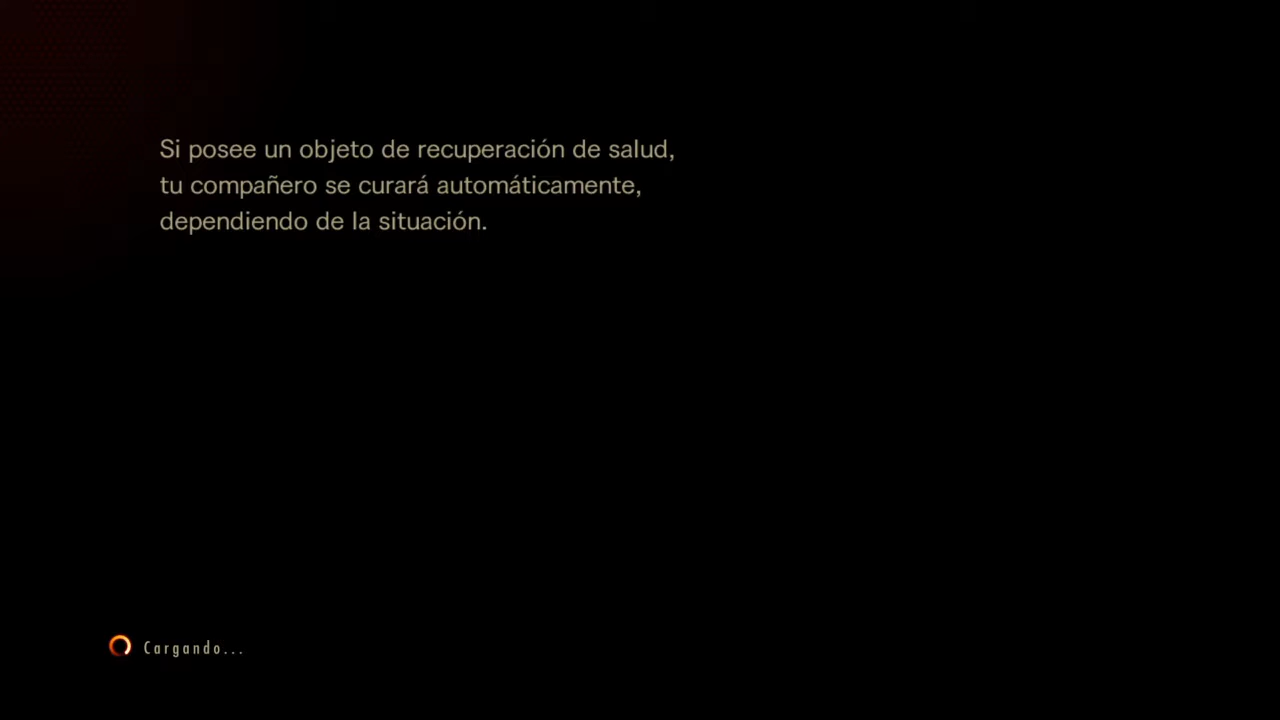 Si posee un objeto de recuperación de salud,
tu compañero se curará automáticamente,
dependiendo de la situación.
Cargando...